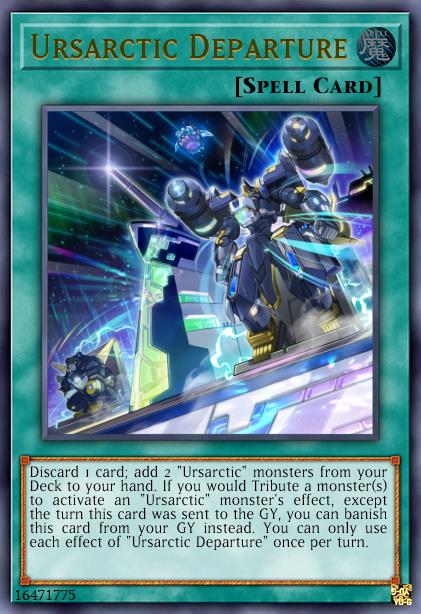 URSARCTIC DEPARTURE
魔
[SPELL CARD]
Discard 1 card; add 2 "Ursarctic" monsters from your
Deck to your hand. If you would Tribute a monster(s)
to activate an "Ursarctic" monster's effect, except
the turn this card was sent to the GY, you can banish
this card from your GY instead. You can only use
each effect of "Ursarctic Departure" once per turn.
16471775